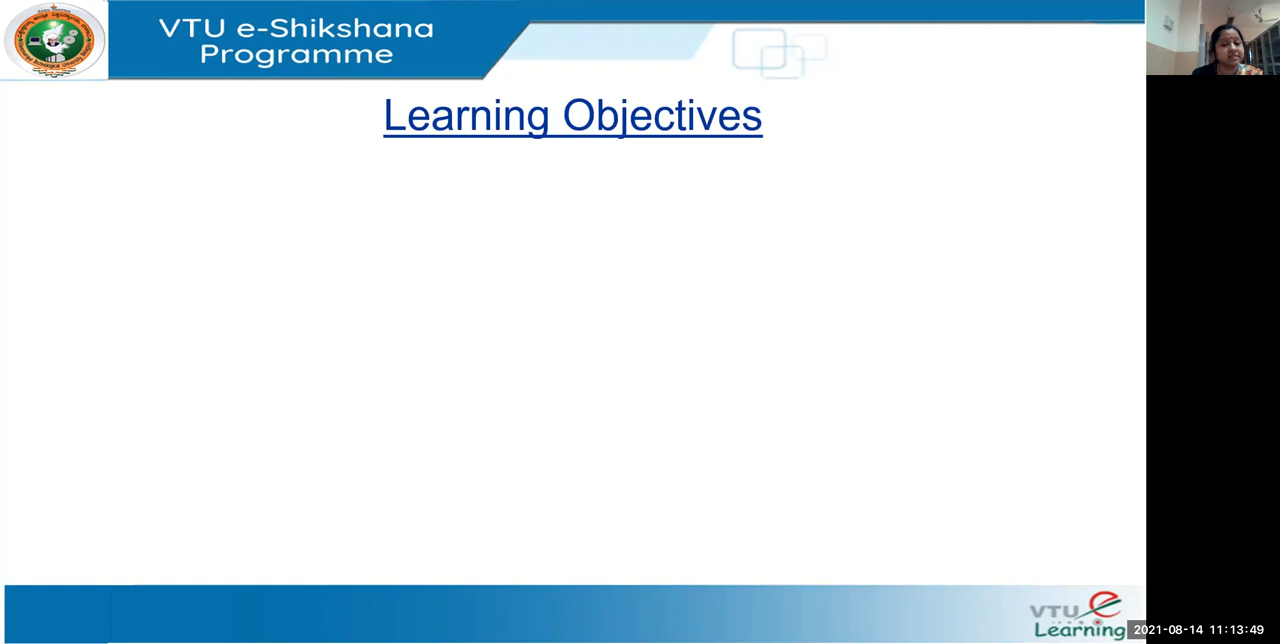 VTU e-Shikshana
Programme
Learning Objectives
VTU
Learning
2021-08-14 11:13:49